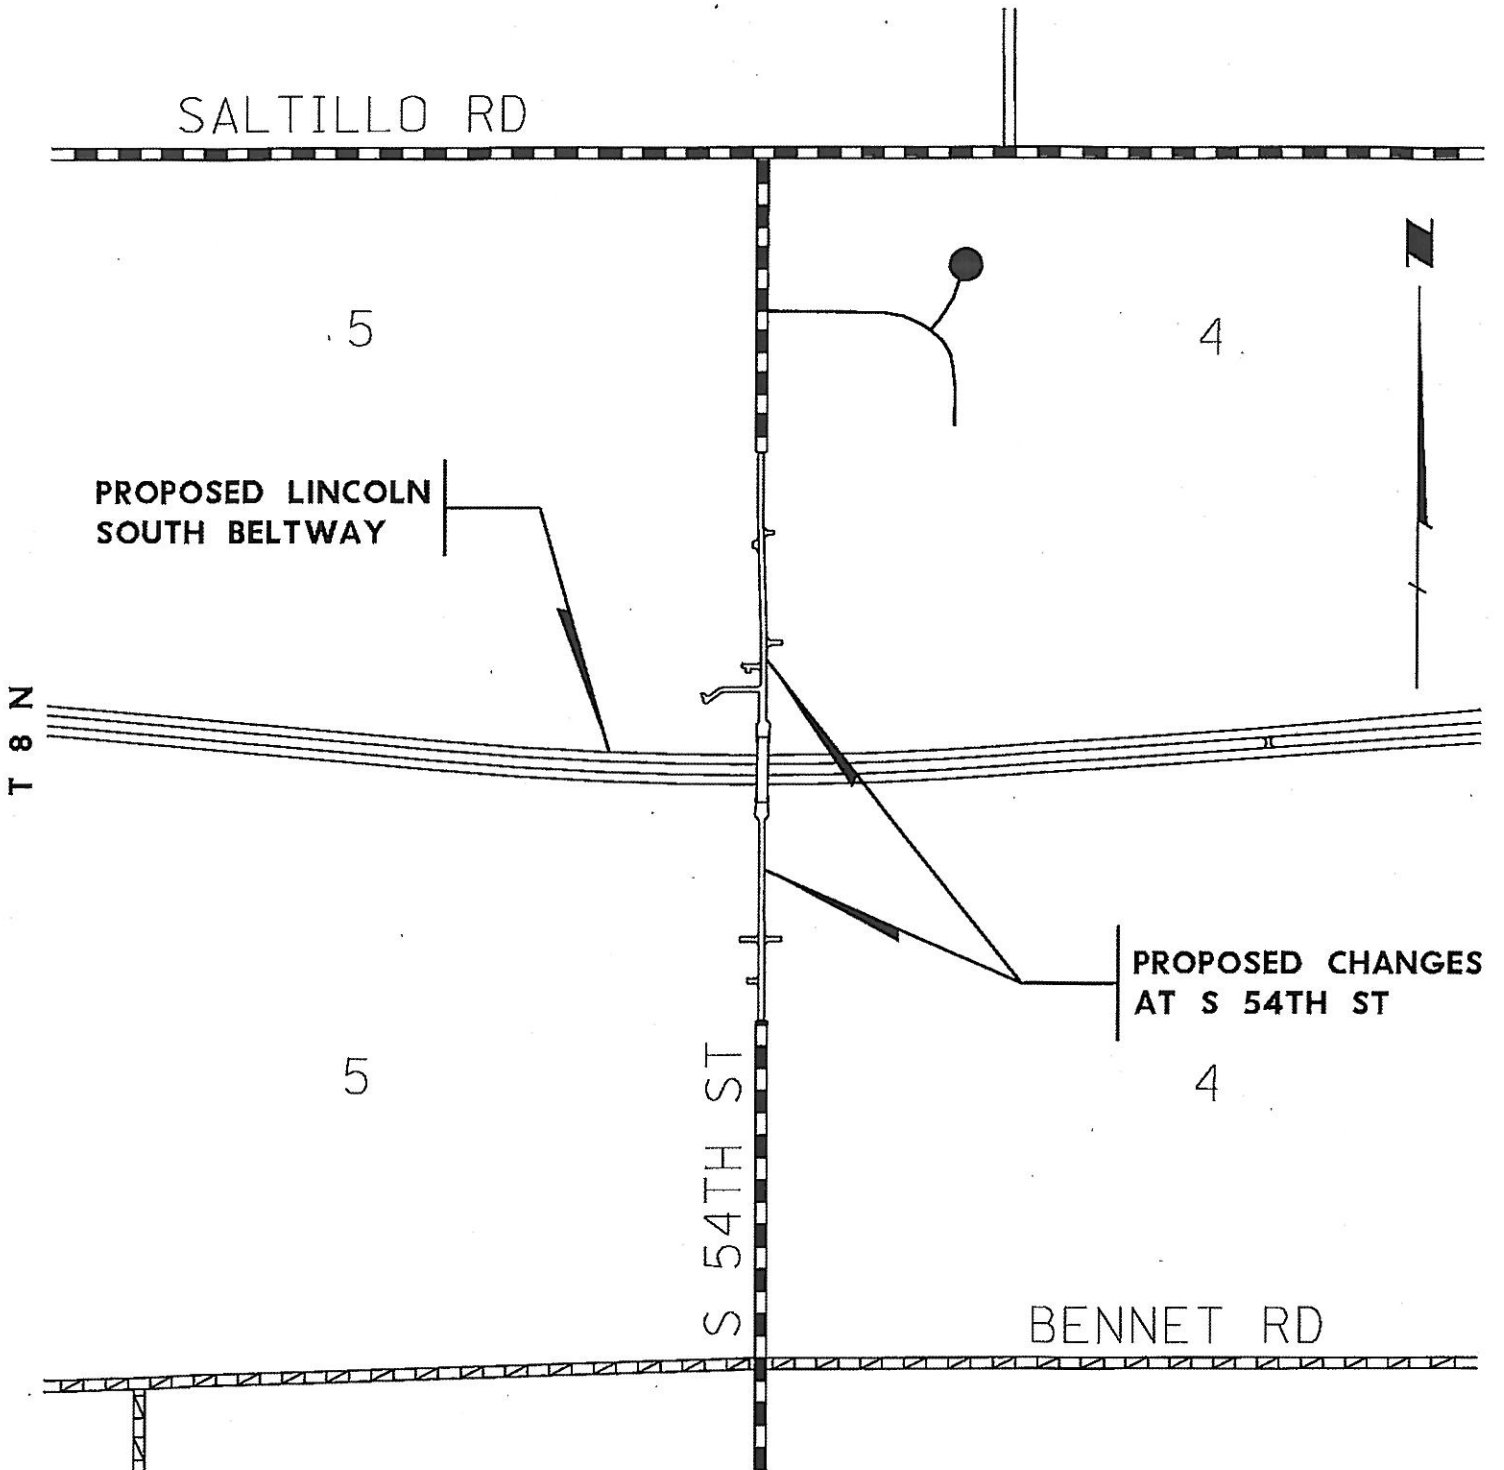 SALTILLO RD
N
5
4
PROPOSED LINCOLN
SOUTH BELTWAY
T 8 N
PROPOSED CHANGES
AT S 54TH ST
S 54TH ST
5
4
BENNET RD